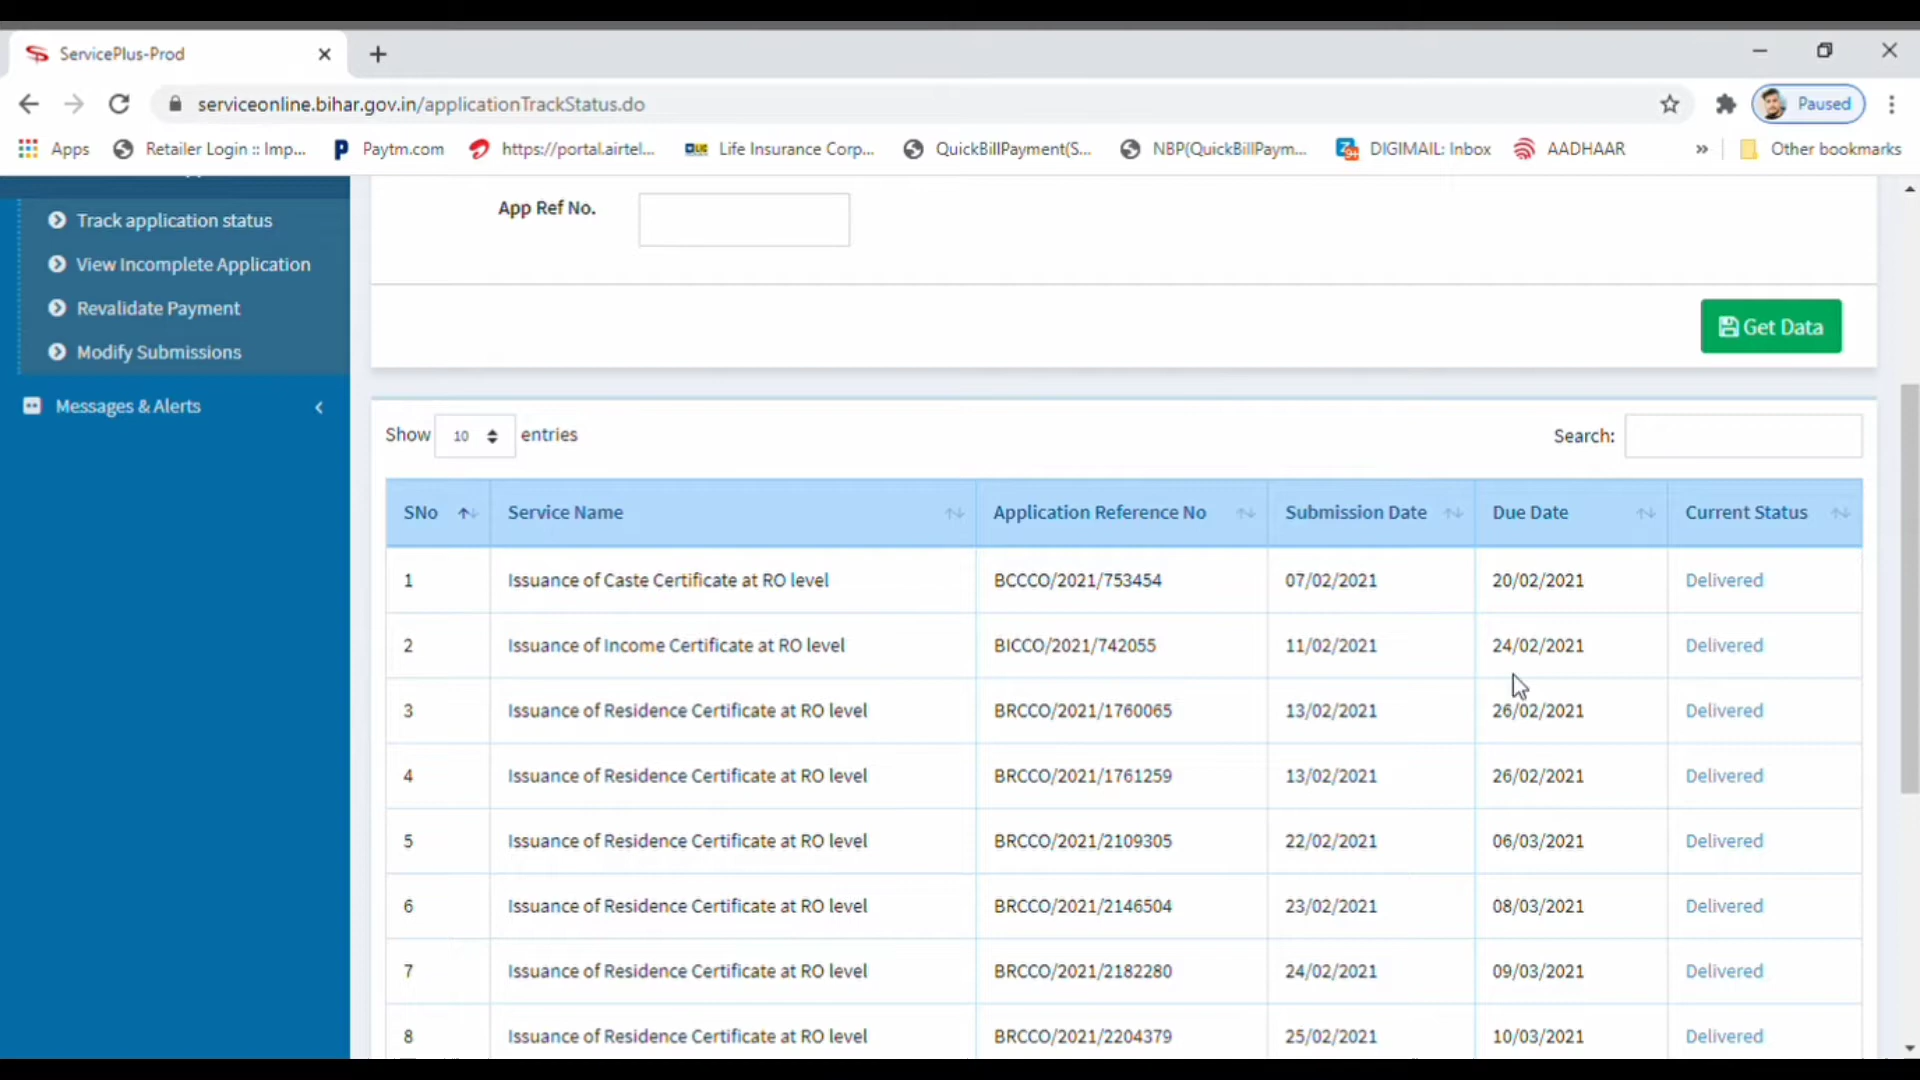 ServicePlus-Prod
serviceonline.bihar.gov.in/applicationTrackStatus.do
Paused
Apps
Retailer Login :: Imp...
Paytm.com
https://portal.airtel...
Life Insurance Corp...
QuickBillPayment(S...
NBP(QuickBillPaym...
DIGIMAIL: Inbox
AADHAAR
»
Other bookmarks
Track application status
View Incomplete Application
Revalidate Payment
Modify Submissions
Messages & Alerts
App Ref No.
Get Data
Show 10 entries
Search:
SNo Service Name Application Reference No Submission Date Due Date Current Status
1 Issuance of Caste Certificate at RO level BCCCO/2021/753454 07/02/2021 20/02/2021 Delivered
2 Issuance of Income Certificate at RO level BICCO/2021/742055 11/02/2021 24/02/2021 Delivered
3 Issuance of Residence Certificate at RO level BRCCO/2021/1760065 13/02/2021 26/02/2021 Delivered
4 Issuance of Residence Certificate at RO level BRCCO/2021/1761259 13/02/2021 26/02/2021 Delivered
5 Issuance of Residence Certificate at RO level BRCCO/2021/2109305 22/02/2021 06/03/2021 Delivered
6 Issuance of Residence Certificate at RO level BRCCO/2021/2146504 23/02/2021 08/03/2021 Delivered
7 Issuance of Residence Certificate at RO level BRCCO/2021/2182280 24/02/2021 09/03/2021 Delivered
8 Issuance of Residence Certificate at RO level BRCCO/2021/2204379 25/02/2021 10/03/2021 Delivered